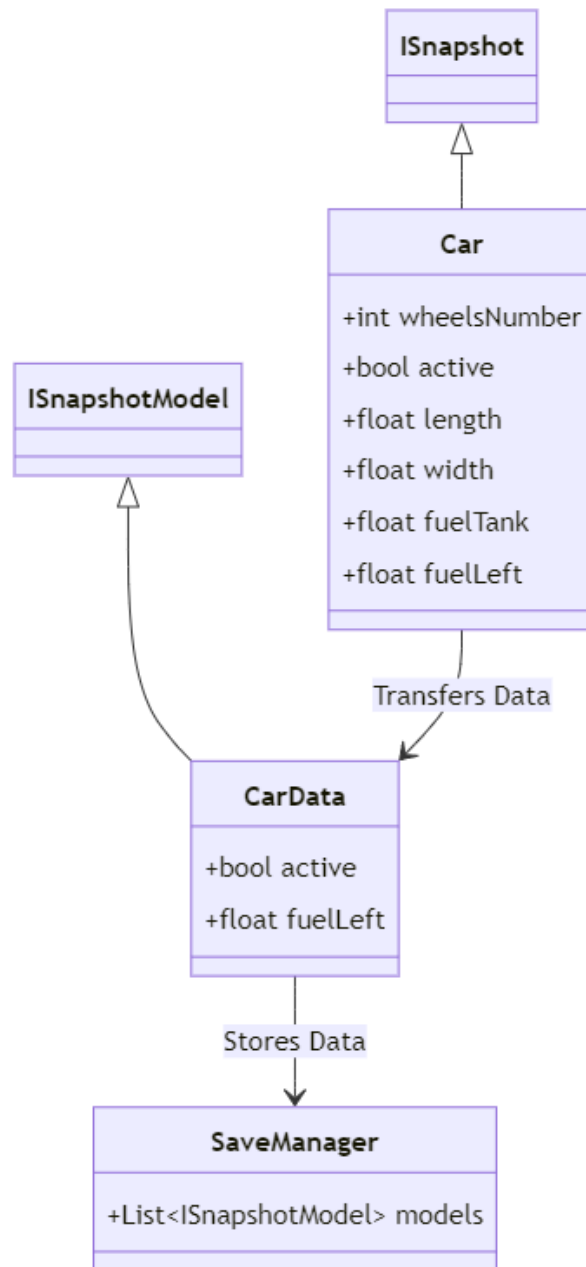 ISnapshot
Car
+int wheelsNumber
+bool active
+float length
+float width
+float fuelTank
+float fuelLeft
ISnapshotModel
Transfers Data
CarData
+bool active
+float fuelLeft
Stores Data
SaveManager
+List<ISnapshotModel> models